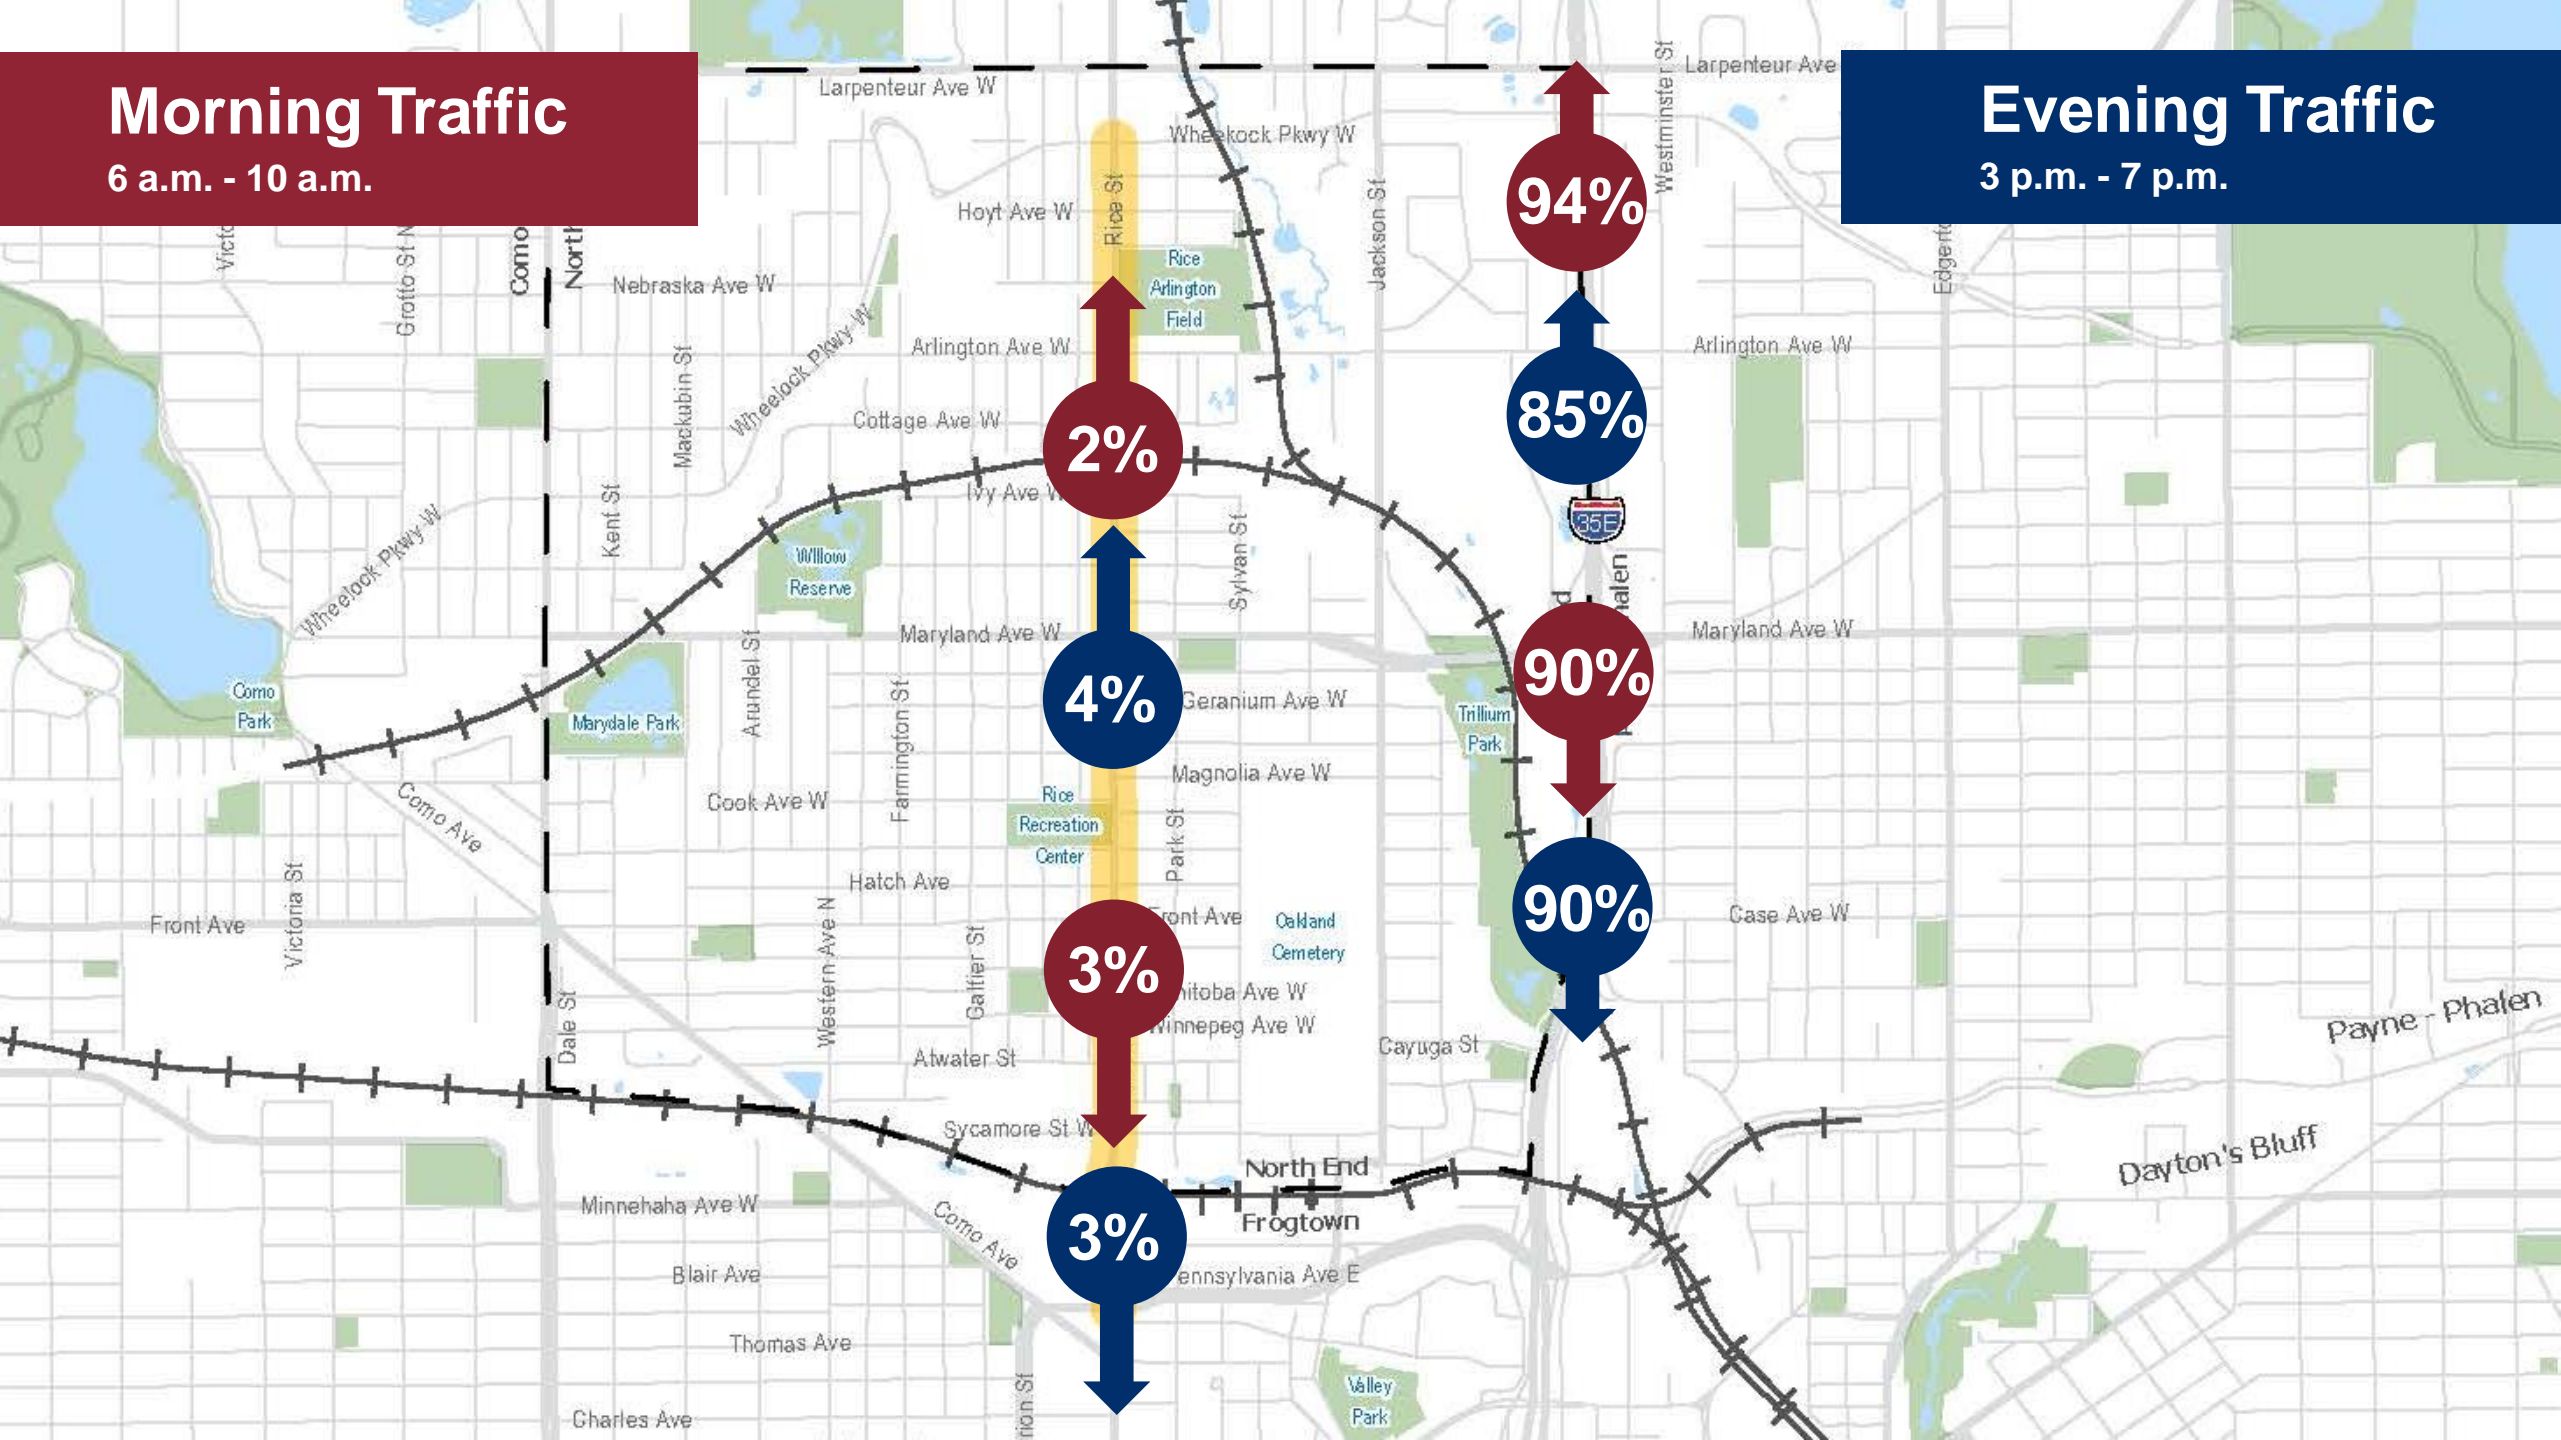 Morning Traffic
6 a.m. - 10 a.m.
Evening Traffic
3 p.m. - 7 p.m.
Larpenteur Ave W
Larpenteur Ave
Westminster St
Wheelock Pkwy W
Rice St
Jackson St
94%
Hoyt Ave W
Grotto St N
Como
North
Nebraska Ave W
Rice
Arlington
Field
Mackubin St
Wheelock Pkwy W
Arlington Ave W
Arlington Ave W
85%
Cottage Ave W
2%
Ivy Ave W
Kent St
Wheelock Pkwy W
Willow
Reserve
Sylvan St
35E
Maryland Ave W
Maryland Ave W
Como
Park
Marydale Park
Arundel St
Farmington St
4%
Geranium Ave W
Trillium
Park
90%
Magnolia Ave W
Cook Ave W
Como Ave
Rice
Recreation
Center
Park St
Hatch Ave
Victoria St
Front Ave
Western Ave N
Galtier St
3%
Front Ave
Oakland
Cemetery
90%
Case Ave W
Winnepeg Ave W
Dale St
Atwater St
Cayuga St
Payne - Phalen
Sycamore St W
North End
Frogtown
Dayton's Bluff
Minnehaha Ave W
Como Ave
3%
Blair Ave
Ave E
Thomas Ave
Valley
Park
Charles Ave